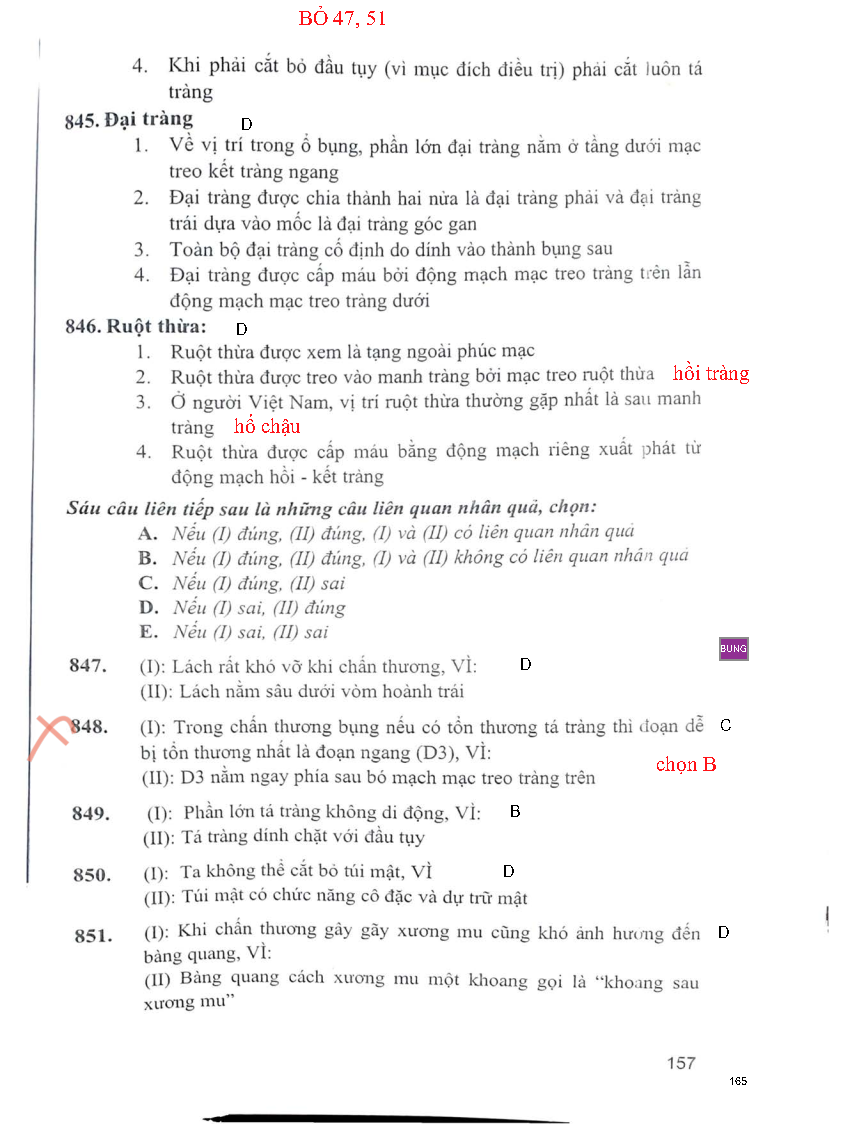 BỎ 47, 51
4. Khi phải cắt bỏ đầu tụy (vì mục đích điều trị) phải cắt luôn tá
tràng
845. Đại tràng D
1. Về vị trí trong ổ bụng, phần lớn đại tràng nằm ở tầng dưới mạc
treo kết tràng ngang
2. Đại tràng được chia thành hai nửa là đại tràng phải và đại tràng
trái dựa vào mốc là đại tràng góc gan
3. Toàn bộ đại tràng cố định do dính vào thành bụng sau
4. Đại tràng được cấp máu bởi động mạch mạc treo tràng trên lẫn
động mạch mạc treo tràng dưới
846. Ruột thừa: D
1. Ruột thừa được xem là tạng ngoài phúc mạc
2. Ruột thừa được treo vào manh tràng bởi mạc treo ruột thừa hồi tràng
3. Ở người Việt Nam, vị trí ruột thừa thường gặp nhất là sau manh
tràng hố chậu
4. Ruột thừa được cấp máu bằng động mạch riêng xuất phát từ
động mạch hồi - kết tràng
Sáu câu liên tiếp sau là những câu liên quan nhân quả, chọn:
A. Nếu (I) đúng, (II) đúng, (I) và (II) có liên quan nhân quả
B. Nếu (I) đúng, (II) đúng, (I) và (II) không có liên quan nhân quả
C. Nếu (I) đúng, (II) sai
D. Nếu (I) sai, (II) đúng
E. Nếu (I) sai, (II) sai
BUNG
847. (I): Lách rất khó vỡ khi chấn thương, VÌ: D
(II): Lách nằm sâu dưới vòm hoành trái
848. (I): Trong chấn thương bụng nếu có tổn thương tá tràng thì đoạn dễ C
bị tổn thương nhất là đoạn ngang (D3), VÌ:
chọn B
(II): D3 nằm ngay phía sau bó mạch mạc treo tràng trên
849. (I): Phần lớn tá tràng không di động, VÌ: B
(II): Tá tràng dính chặt với đầu tụy
850. (I): Ta không thể cắt bỏ túi mật, VÌ D
(II): Túi mật có chức năng cô đặc và dự trữ mật
851. (I): Khi chấn thương gây gãy xương mu cũng khó ảnh hưởng đến D
bàng quang, VÌ:
(II) Bàng quang cách xương mu một khoang gọi là “khoang sau
xương mu”
157
165